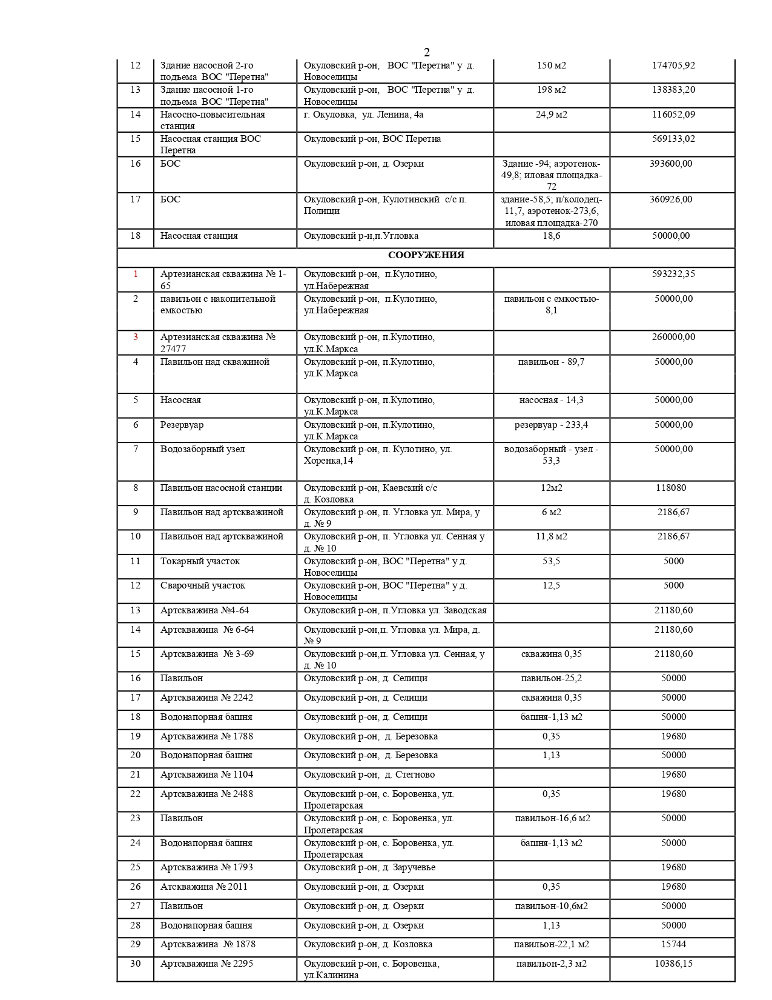 2
12 Здание насосной 2-го Окуловский р-он, ВОС "Перетна" у д. 150 м2 174705,92
подъема ВОС "Перетна" Новоселицы
13 Здание насосной 1-го Окуловский р-он, ВОС "Перетна" у д. 198 м2 138383,20
подъема ВОС "Перетна" Новоселицы
14 Насосно-повысительная г. Окуловка, ул. Ленина, 4а 24,9 м2 116052,09
станция
15 Насосная станция ВОС Окуловский р-он, ВОС Перетна 569133,02
Перетна
16 БОС Окуловский р-он, д. Озерки Здание -94; аэротенок- 393600,00
49,8; иловая площадка-
72
17 БОС Окуловский р-он, Кулотинский с/с п. здание-58,5; п/колодец- 360926,00
Полищи 11,7, аэротенок-273,6,
иловая площадка-270
18 Насосная станция Окуловский р-н,п.Угловка 18,6 50000,00
СООРУЖЕНИЯ
1 Артезианская скважина № 1- Окуловский р-он, п.Кулотино, 593232,35
65 ул.Набережная
2 павильон с накопительной Окуловский р-он, п.Кулотино, павильон с емкостью- 50000,00
емкостью ул.Набережная 8,1
3 Артезианская скважина № Окуловский р-он, п.Кулотино, 260000,00
27477 ул.К.Маркса
4 Павильон над скважиной Окуловский р-он, п.Кулотино, павильон - 89,7 50000,00
ул.К.Маркса
5 Насосная Окуловский р-он, п.Кулотино, насосная - 14,3 50000,00
ул.К.Маркса
6 Резервуар Окуловский р-он, п.Кулотино, резервуар - 233,4 50000,00
ул.К.Маркса
7 Водозаборный узел Окуловский р-он, п. Кулотино, ул. водозаборный - узел - 50000,00
Хоренка,14 53,3
8 Павильон насосной станции Окуловский р-он, Каевский с/с 12м2 118080
д. Козловка
9 Павильон над артскважиной Окуловский р-он, п. Угловка ул. Мира, у 6 м2 2186,67
д. № 9
10 Павильон над артскважиной Окуловский р-он, п. Угловка ул. Сенная у 11,8 м2 2186,67
д. № 10
11 Токарный участок Окуловский р-он, ВОС "Перетна" у д. 53,5 5000
Новоселицы
12 Сварочный участок Окуловский р-он, ВОС "Перетна" у д. 12,5 5000
Новоселицы
13 Артскважина №4-64 Окуловский р-он, п.Угловка ул. Заводская 21180,60
14 Артскважина № 6-64 Окуловский р-он,п. Угловка ул. Мира, д. 21180,60
№ 9
15 Артскважина № 3-69 Окуловский р-он,п. Угловка ул. Сенная, у скважина 0,35 21180,60
д. № 10
16 Павильон Окуловский р-он, д. Селищи павильон-25,2 50000
17 Артскважина № 2242 Окуловский р-он, д. Селищи скважина 0,35 50000
18 Водонапорная башня Окуловский р-он, д. Селищи башня-1,13 м2 50000
19 Артскважина № 1788 Окуловский р-он, д. Березовка 0,35 19680
20 Водонапорная башня Окуловский р-он, д. Березовка 1,13 50000
21 Артскважина № 1104 Окуловский р-он, д. Стегново 19680
22 Артскважина № 2488 Окуловский р-он, с. Боровенка, ул. 0,35 19680
Пролетарская
23 Павильон Окуловский р-он, с. Боровенка, ул. павильон-16,6 м2 50000
Пролетарская
24 Водонапорная башня Окуловский р-он, с. Боровенка, ул. башня-1,13 м2 50000
Пролетарская
25 Артскважина № 1793 Окуловский р-он, д. Заручевье 19680
26 Атскважина № 2011 Окуловский р-он, д. Озерки 0,35 19680
27 Павильон Окуловский р-он, д. Озерки павильон-10,6м2 50000
28 Водонапорная башня Окуловский р-он, д. Озерки 1,13 50000
29 Артскважина № 1878 Окуловский р-он, д. Козловка павильон-22,1 м2 15744
30 Артскважина № 2295 Окуловский р-он, с. Боровенка, павильон-2,3 м2 10386,15
ул.Калинина